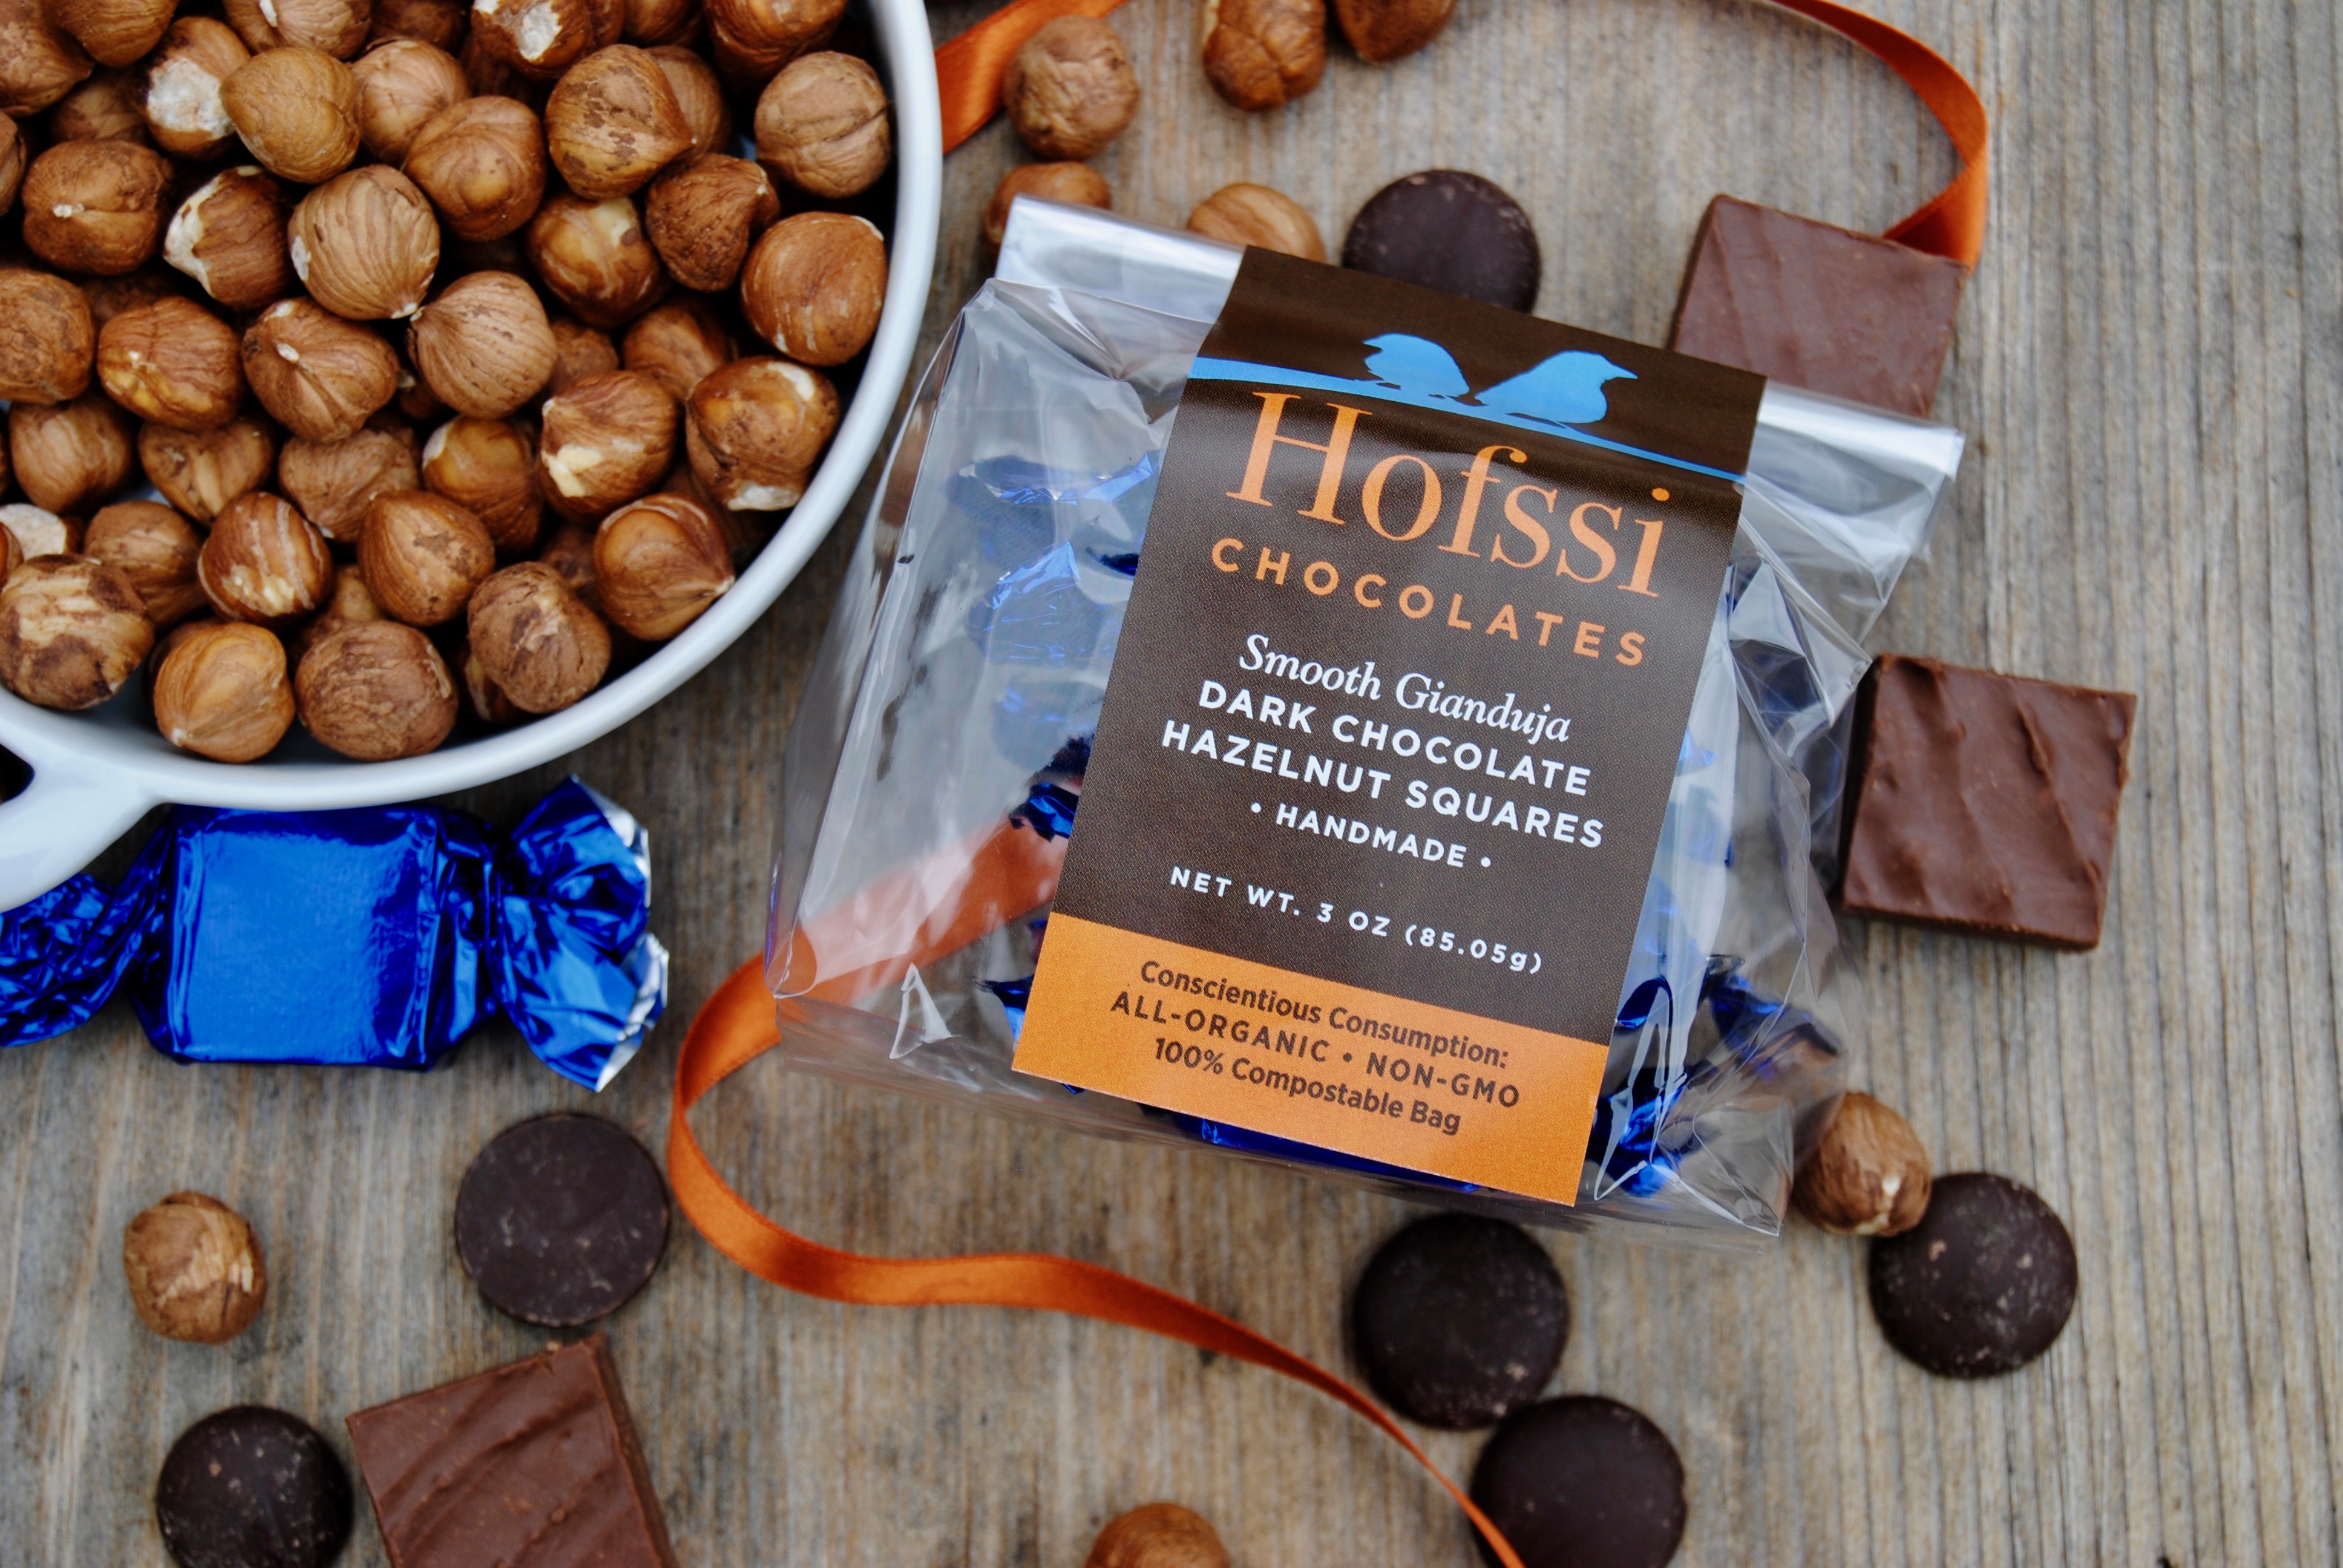 Hofssi
CHOCOLATES
Smooth Gianduja
DARK CHOCOLATE
HAZELNUT SQUARES
• HANDMADE •
NET WT. 3 OZ (85.05g)
Conscientious Consumption:
ALL-ORGANIC • NON-GMO
100% Compostable Bag